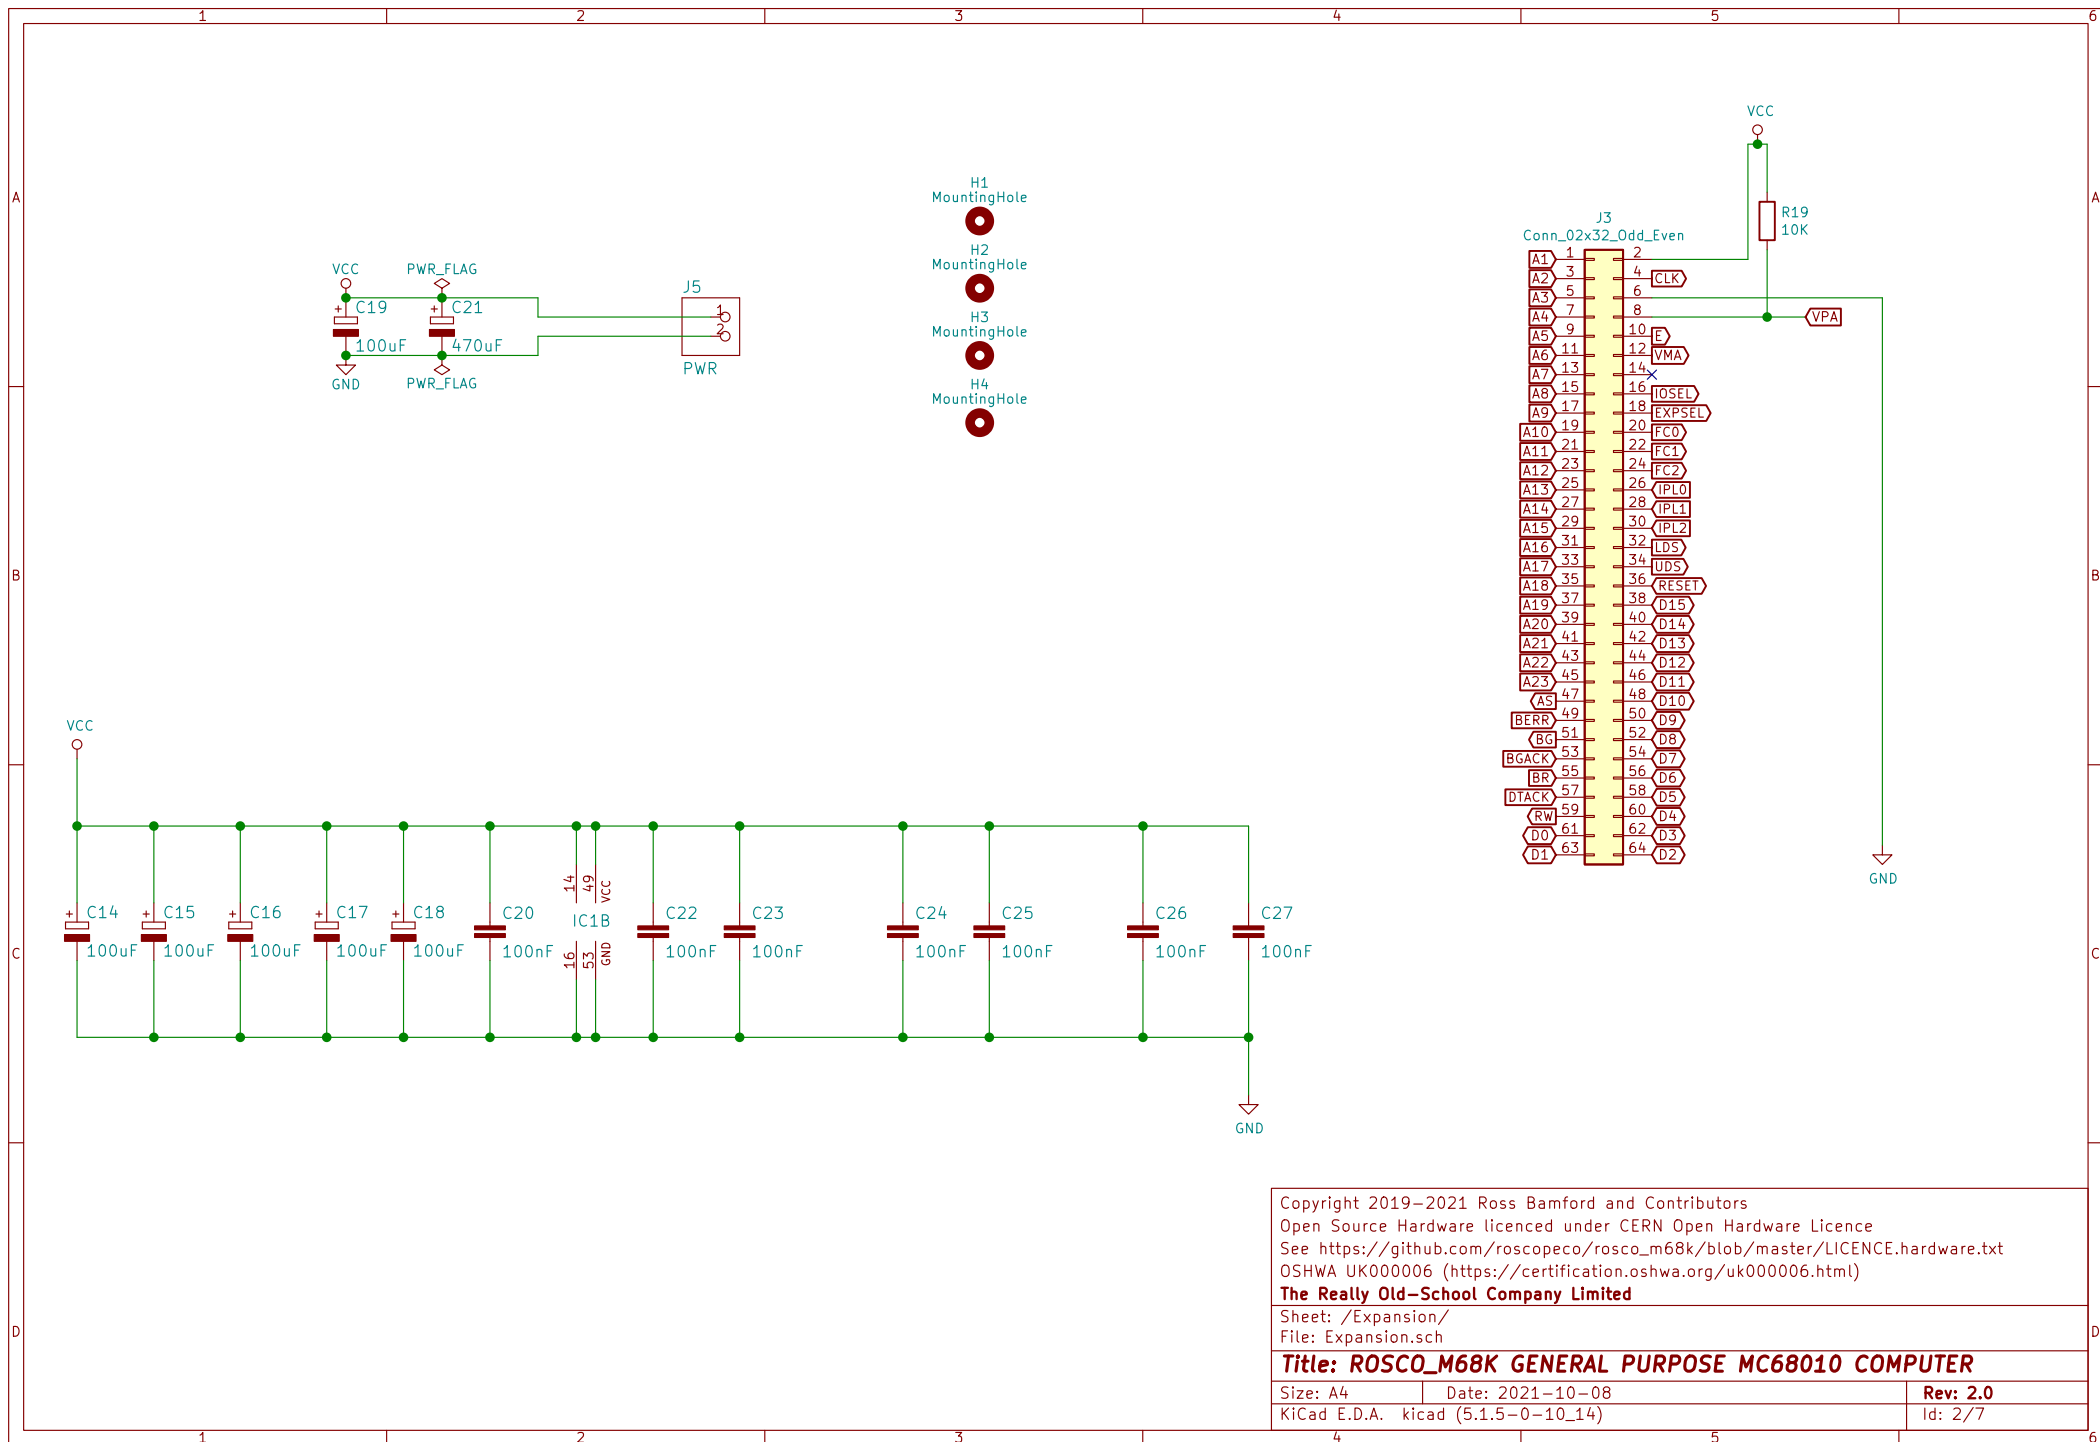 1 2 3 4 5 6
A A
B B
C C
D D
1 2 3 4 5 6
VCC
R19
10K
VPA
GND
H1
MountingHole
H2
MountingHole
H3
MountingHole
H4
MountingHole
VCC PWR_FLAG
+ C19 + C21
100uF 470uF
GND PWR_FLAG
J5
1
2
PWR
J3
Conn_02x32_Odd_Even
A1 1 2
A2 3 4 CLK
A3 5 6
A4 7 8
A5 9 10 E
A6 11 12 VMA
A7 13 14
A8 15 16 IOSEL
A9 17 18 EXPSEL
A10 19 20 FC0
A11 21 22 FC1
A12 23 24 FC2
A13 25 26 IPL0
A14 27 28 IPL1
A15 29 30 IPL2
A16 31 32 LDS
A17 33 34 UDS
A18 35 36 RESET
A19 37 38 D15
A20 39 40 D14
A21 41 42 D13
A22 43 44 D12
A23 45 46 D11
AS 47 48 D10
BERR 49 50 D9
BG 51 52 D8
BGACK 53 54 D7
BR 55 56 D6
DTACK 57 58 D5
RW 59 60 D4
D0 61 62 D3
D1 63 64 D2
VCC
14 49 VCC
+ C14 + C15 + C16 + C17 + C18 C20 IC1B C22 C23 C24 C25 C26 C27
100uF 100uF 100uF 100uF 100uF 100nF 100nF 100nF 100nF 100nF 100nF 100nF
16 53 GND
GND
Copyright 2019-2021 Ross Bamford and Contributors
Open Source Hardware licenced under CERN Open Hardware Licence
See https://github.com/roscopeco/rosco_m68k/blob/master/LICENCE.hardware.txt
OSHWA UK000006 (https://certification.oshwa.org/uk000006.html)
The Really Old-School Company Limited
Sheet: /Expansion/
File: Expansion.sch
Title: ROSCO_M68K GENERAL PURPOSE MC68010 COMPUTER
Size: A4 Date: 2021-10-08 Rev: 2.0
KiCad E.D.A. kicad (5.1.5-0-10_14) Id: 2/7